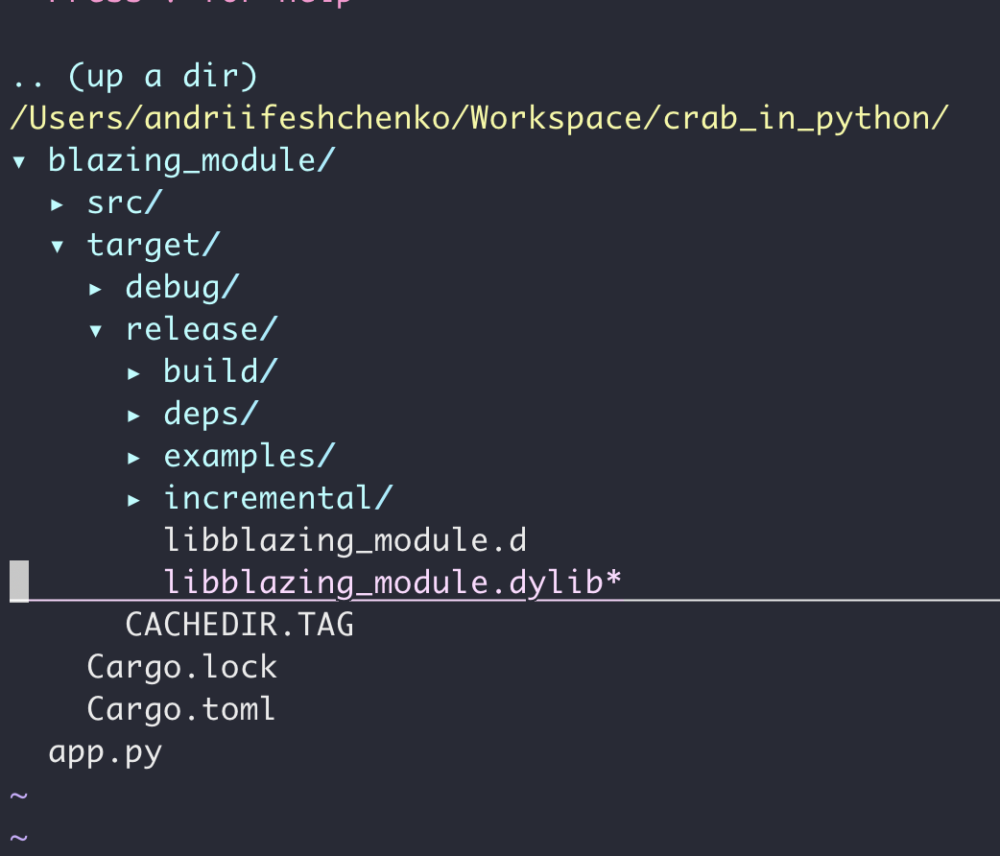 .. (up a dir)
/Users/andriifeshchenko/Workspace/crab_in_python/
▾ blazing_module/
▸ src/
▾ target/
▸ debug/
▾ release/
▸ build/
▸ deps/
▸ examples/
▸ incremental/
libblazing_module.d
libblazing_module.dylib*
CACHEDIR.TAG
Cargo.lock
Cargo.toml
app.py
~
~